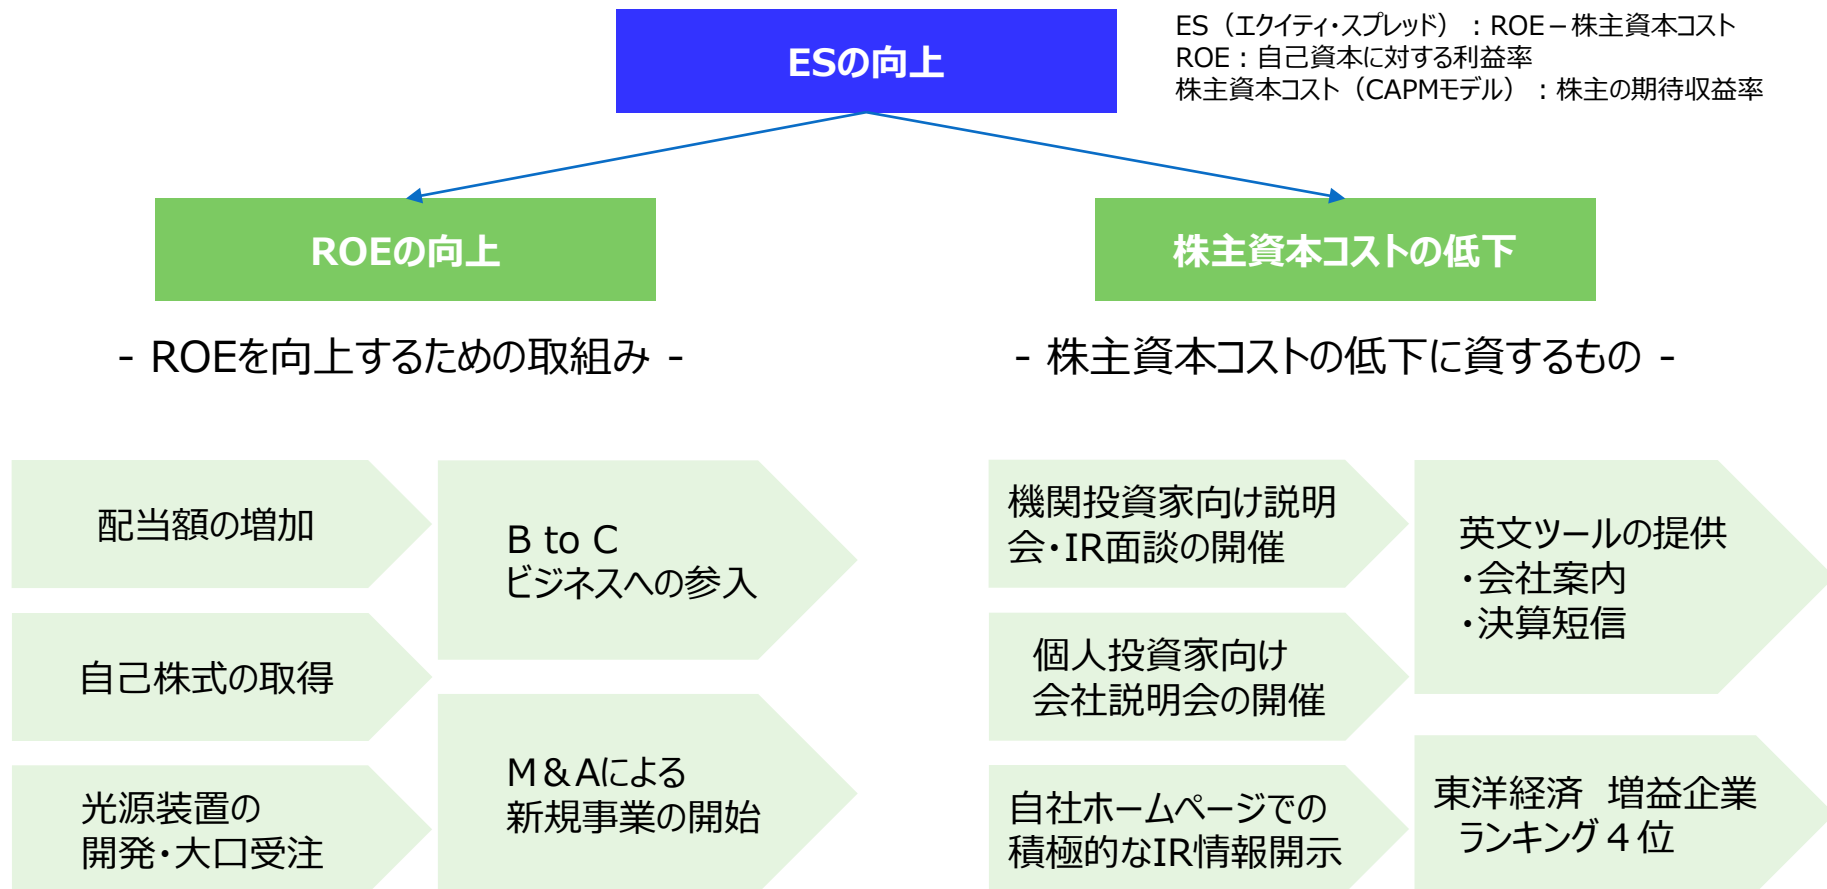 ESの向上
ES（エクイティ・スプレッド）：ROE－株主資本コスト
ROE：自己資本に対する利益率
株主資本コスト（CAPMモデル）：株主の期待収益率
ROEの向上
株主資本コストの低下
- ROEを向上するための取組み -
- 株主資本コストの低下に資するもの -
配当額の増加
自己株式の取得
光源装置の
開発・大口受注
B to C
ビジネスへの参入
M＆Aによる
新規事業の開始
機関投資家向け説明
会・IR面談の開催
個人投資家向け
会社説明会の開催
自社ホームページでの
積極的なIR情報開示
英文ツールの提供
・会社案内
・決算短信
東洋経済　増益企業
ランキング４位